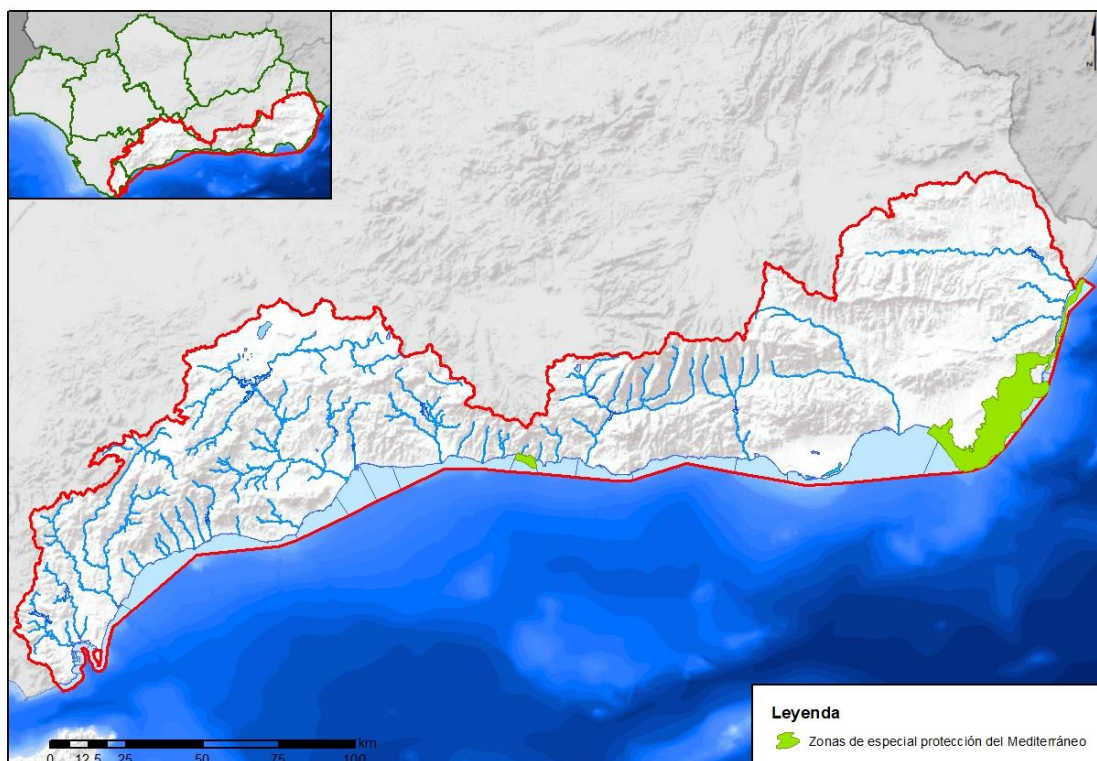 N
km
0 12,5 25 50 75 100
Leyenda
Zonas de especial protección del Mediterráneo